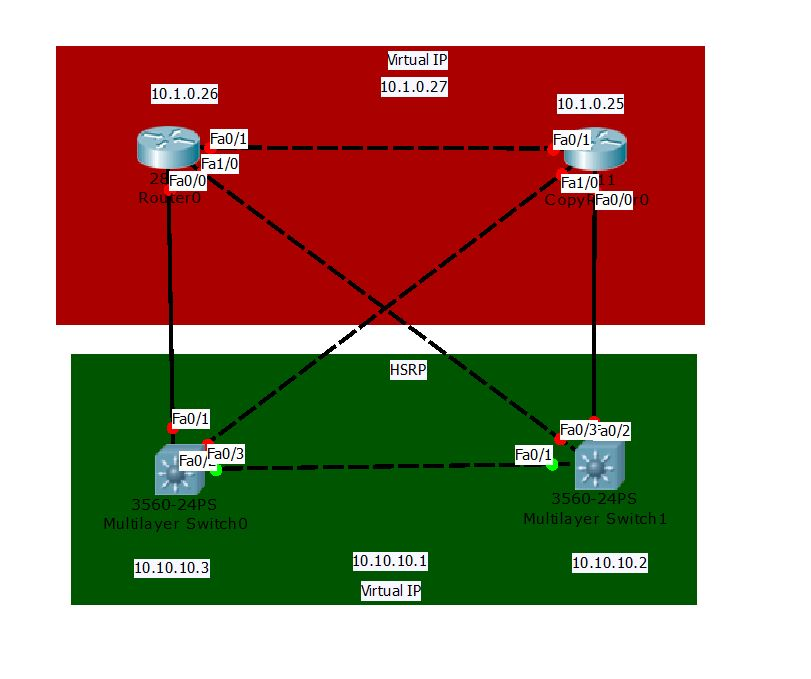 Virtual IP
10.1.0.27
10.1.0.26
10.1.0.25
Fa0/1
Fa1/0
Fa0/0
Router0
Fa0/1
Fa1/0
Fa0/0
HSRP
Fa0/1
Fa0/3
3560-24PS
Multilayer Switch0
Fa0/1
Fa0/3
3560-24PS
Multilayer Switch1
10.10.10.3
10.10.10.1
10.10.10.2
Virtual IP